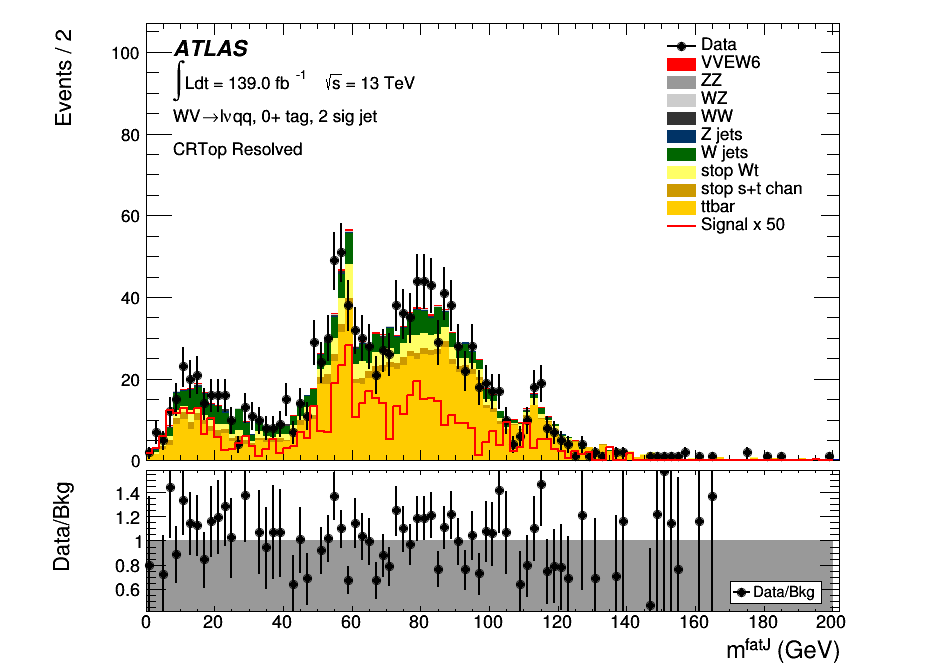 Events / 2
100
80
60
40
20
0
ATLAS
∫Ldt = 139.0 fb⁻¹ √s = 13 TeV
WV→lνqq, 0+ tag, 2 sig jet
CRTop Resolved
Data
VVEW6
ZZ
WZ
WW
Z jets
W jets
stop Wt
stop s+t chan
ttbar
Signal x 50
Data/Bkg
1.4
1.2
1
0.8
0.6
Data/Bkg
0 20 40 60 80 100 120 140 160 180 200
m^fatJ (GeV)